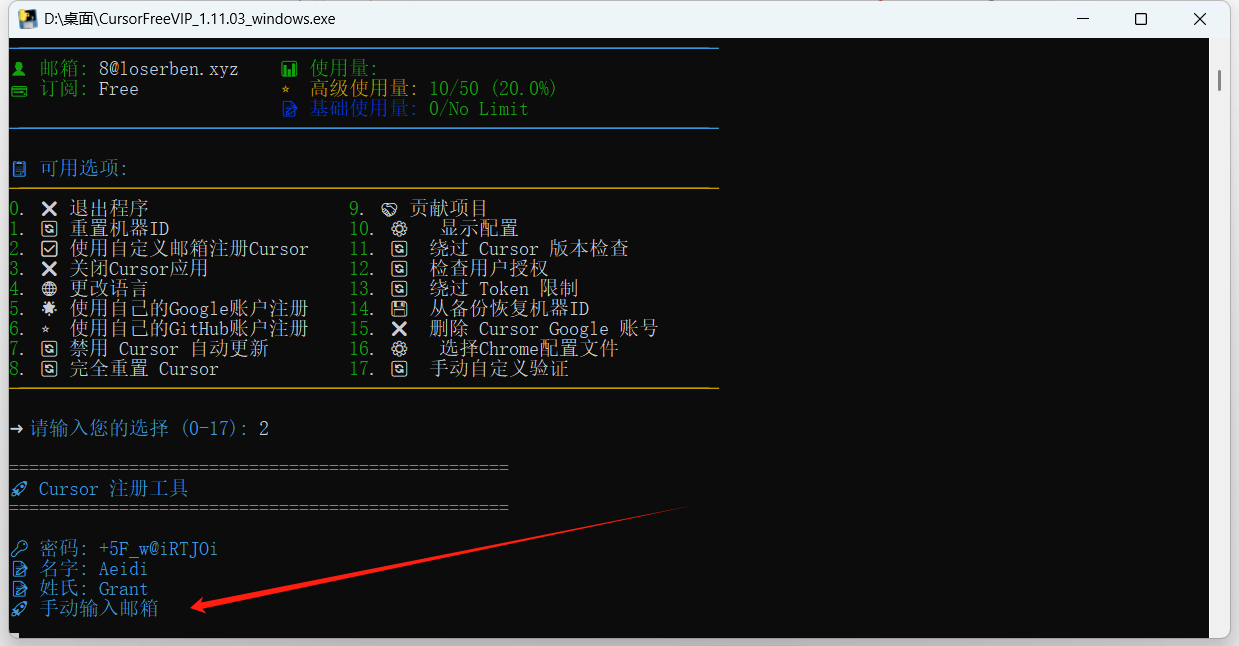 D:\桌面\CursorFreeVIP_1.11.03_windows.exe
邮箱: 8@loserben.xyz 使用量:
订阅: Free 高级使用量: 10/50 (20.0%)
基础使用量: 0/No Limit
可用选项:
0. 退出程序 9. 贡献项目
1. 重置机器ID 10. 显示配置
2. 使用自定义邮箱注册Cursor 11. 绕过 Cursor 版本检查
3. 关闭Cursor应用 12. 检查用户授权
4. 更改语言 13. 绕过 Token 限制
5. 使用自己的Google账户注册 14. 从备份恢复机器ID
6. 使用自己的GitHub账户注册 15. 删除 Cursor Google 账号
7. 禁用 Cursor 自动更新 16. 选择Chrome配置文件
8. 完全重置 Cursor 17. 手动自定义验证
→ 请输入您的选择 (0-17): 2
==================================================
Cursor 注册工具
==================================================
密码: +5F_w@iRTJOi
名字: Aeidi
姓氏: Grant
手动输入邮箱